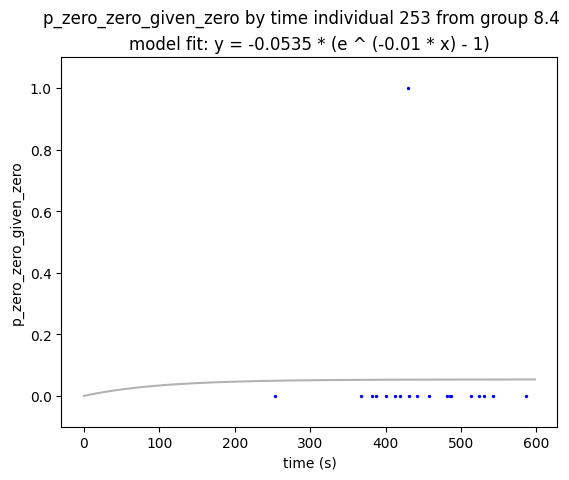 p_zero_zero_given_zero by time individual 253 from group 8.4
model fit: y = -0.0535 * (e ^ (-0.01 * x) - 1)
1.0
0.8
0.6
0.4
0.2
0.0
p_zero_zero_given_zero
0 100 200 300 400 500 600
time (s)